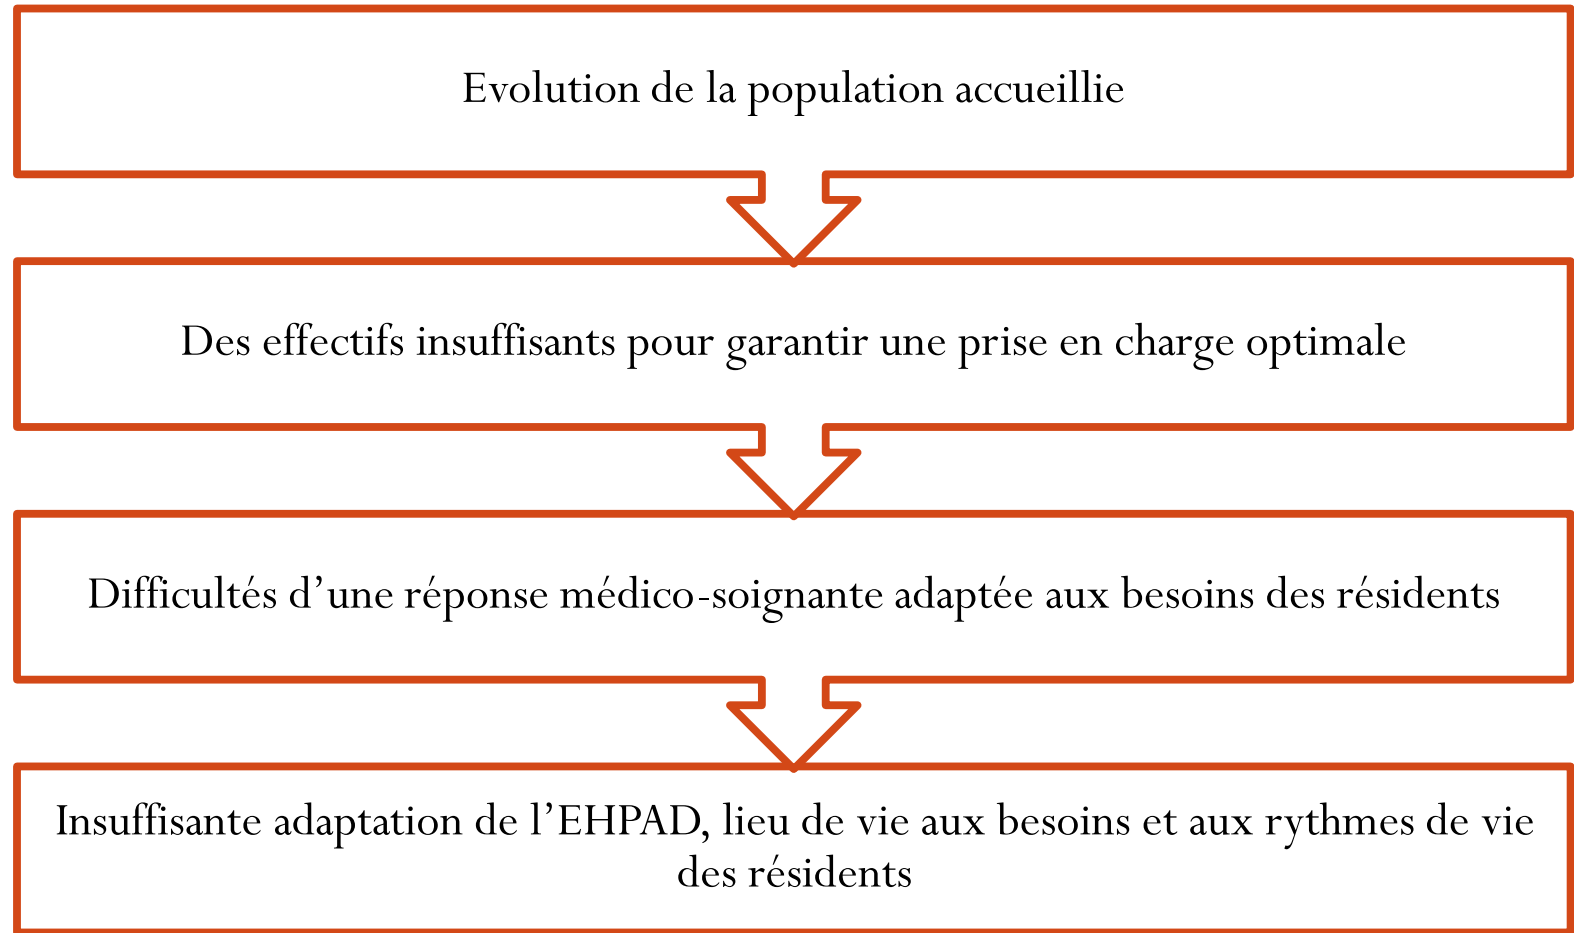 Evolution de la population accueillie
Des effectifs insuffisants pour garantir une prise en charge optimale
Difficultés d’une réponse médico-soignante adaptée aux besoins des résidents
Insuffisante adaptation de l’EHPAD, lieu de vie aux besoins et aux rythmes de vie
des résidents